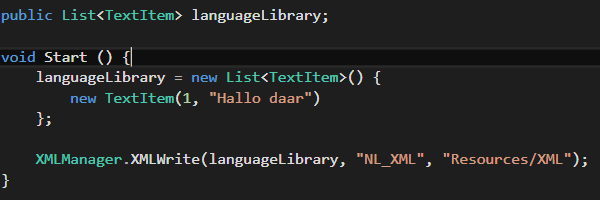 public List<TextItem> languageLibrary;
void Start () {
languageLibrary = new List<TextItem>() {
new TextItem(1, "Hallo daar")
};
XMLManager.XMLWrite(languageLibrary, "NL_XML", "Resources/XML");
}